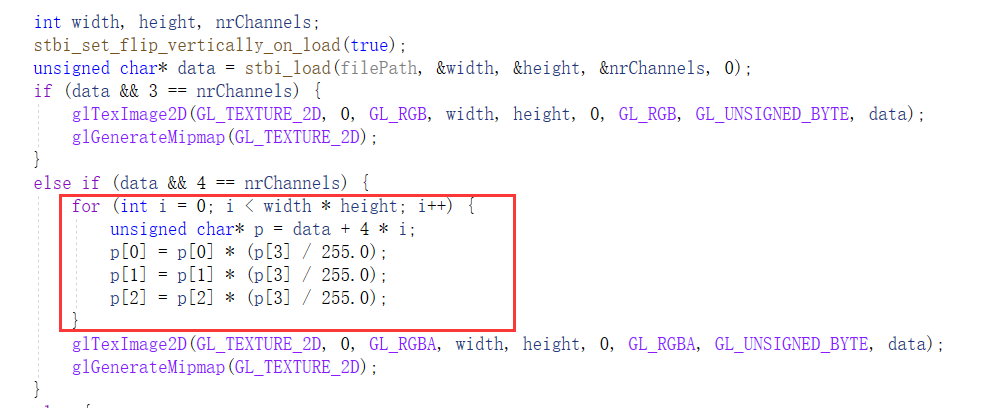 int width, height, nrChannels;
stbi_set_flip_vertically_on_load(true);
unsigned char* data = stbi_load(filePath, &width, &height, &nrChannels, 0);
if (data && 3 == nrChannels) {
glTexImage2D(GL_TEXTURE_2D, 0, GL_RGB, width, height, 0, GL_RGB, GL_UNSIGNED_BYTE, data);
glGenerateMipmap(GL_TEXTURE_2D);
}
else if (data && 4 == nrChannels) {
for (int i = 0; i < width * height; i++) {
unsigned char* p = data + 4 * i;
p[0] = p[0] * (p[3] / 255.0);
p[1] = p[1] * (p[3] / 255.0);
p[2] = p[2] * (p[3] / 255.0);
}
glTexImage2D(GL_TEXTURE_2D, 0, GL_RGBA, width, height, 0, GL_RGBA, GL_UNSIGNED_BYTE, data);
glGenerateMipmap(GL_TEXTURE_2D);
}